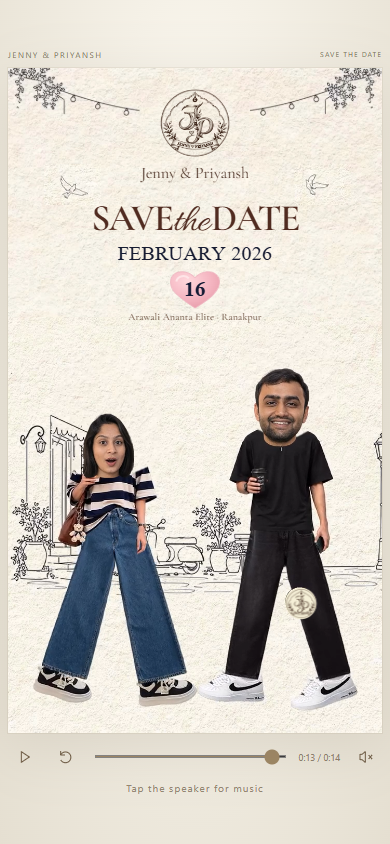 JENNY & PRIYANSH
SAVE THE DATE
JP
Jenny & Priyansh
SAVE the DATE
FEBRUARY 2026
16
Arawali Ananta Elite · Ranakpur
0:13 / 0:14
Tap the speaker for music